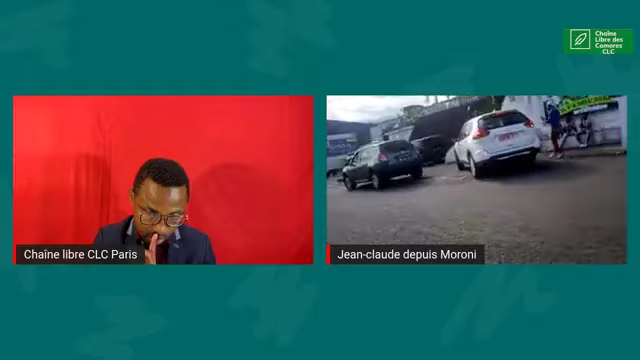 Chaîne
Libre des
Comores
CLC
Chaîne libre CLC Paris
Jean-claude depuis Moroni